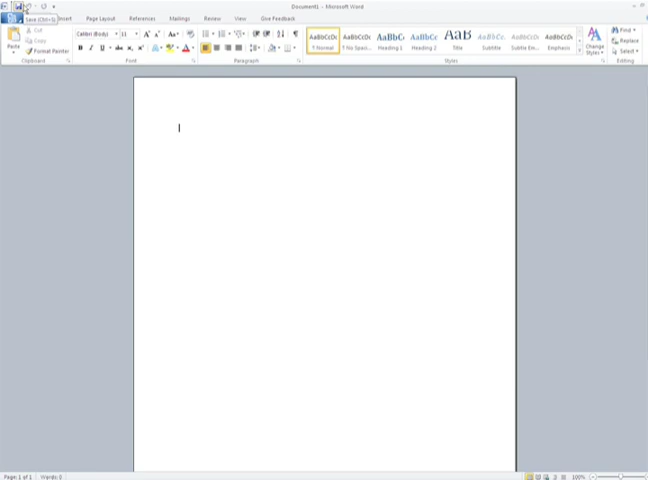 Document1 - Microsoft Word
Save (Ctrl+S)
Insert Page Layout References Mailings Review View Give Feedback
Paste
Cut
Copy
Format Painter
Clipboard
Calibri (Body) 11
B I U abc
Font
Paragraph
AaBbCcDc AaBbCcDc AaBbC AaBbCc AaB AaBbCc. AaBbCcDc AaBbCcDc
¶ Normal ¶ No Spaci... Heading 1 Heading 2 Title Subtitle Subtle Em... Emphasis
Change
Styles
Styles
Find
Replace
Select
Editing
Page: 1 of 1 Words: 0 100%